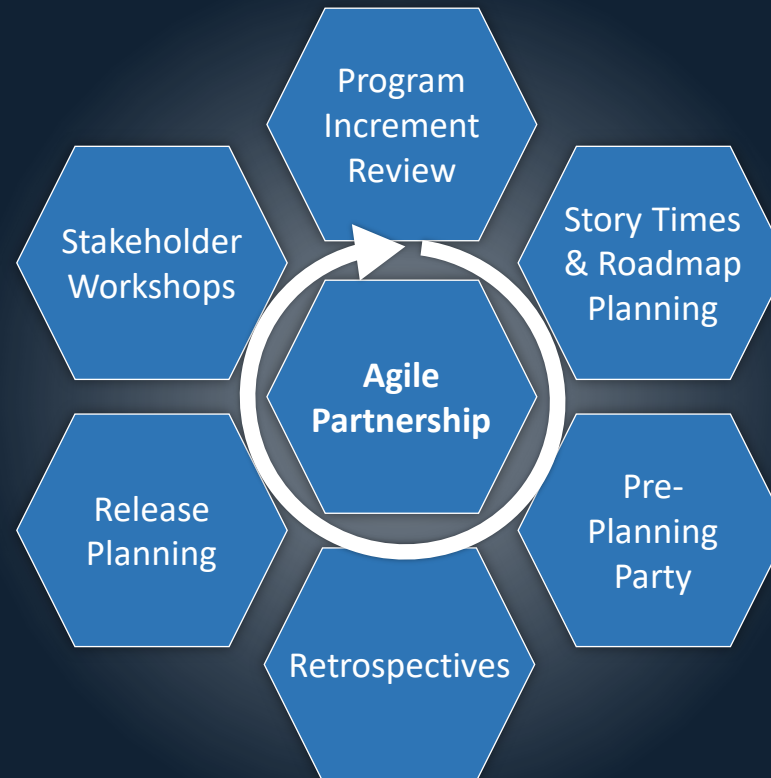 Program
Increment
Review
Story Times
& Roadmap
Planning
Pre-
Planning
Party
Retrospectives
Release
Planning
Stakeholder
Workshops
Agile
Partnership